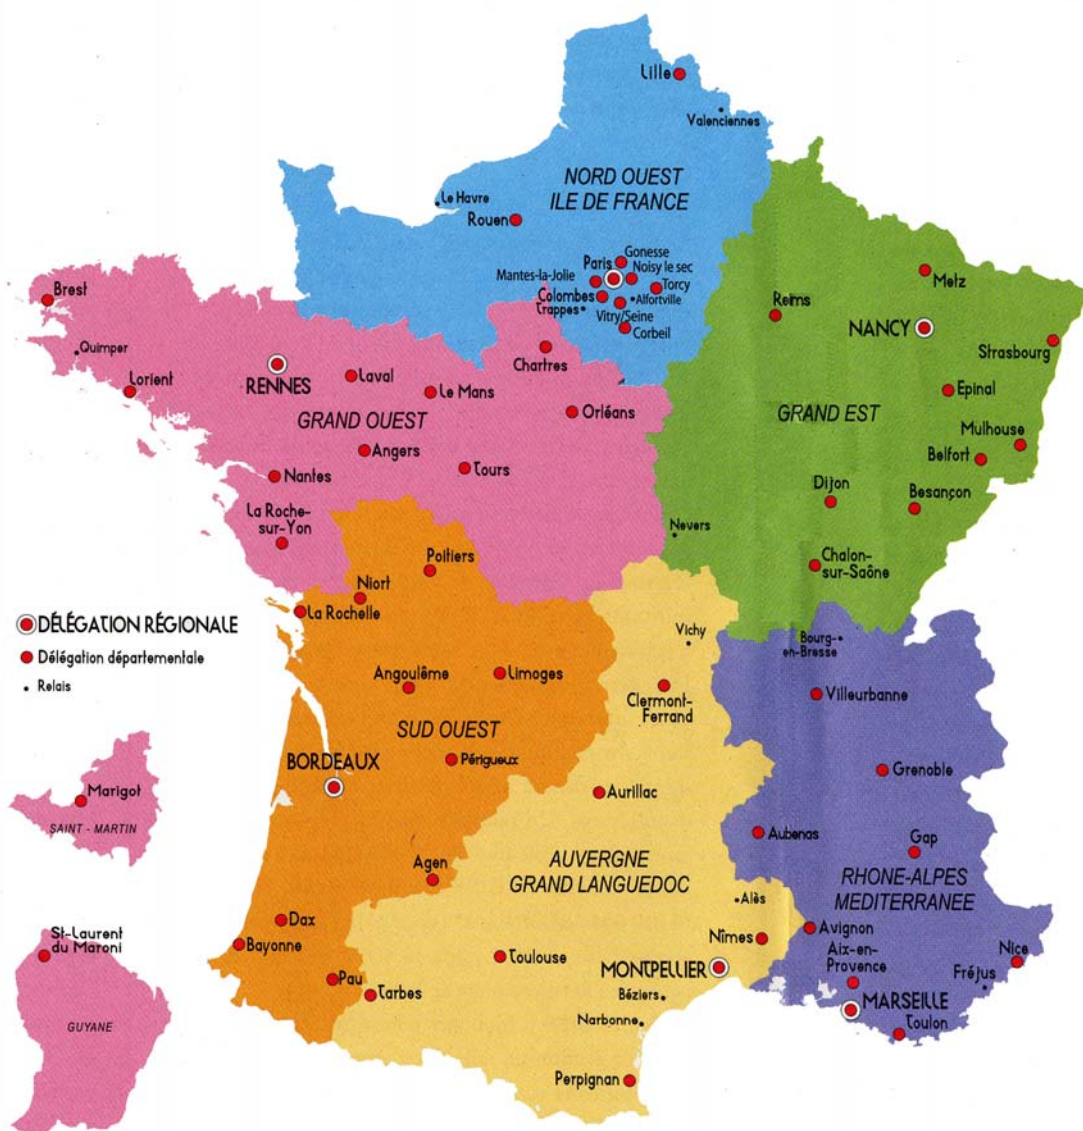 Lille
Valenciennes
NORD OUEST
ILE DE FRANCE
Le Havre
Rouen
Gonesse
Paris
Noisy le sec
Mantes-la-Jolie
Torcy
Colombes
Alfortville
Trappes
Vitry/Seine
Corbeil
Metz
Reims
NANCY
Strasbourg
Epinal
GRAND EST
Mulhouse
Belfort
Dijon
Besançon
Nevers
Chalon-
sur-Saône
Brest
Quimper
Lorient
RENNES
Laval
Le Mans
Chartres
Orléans
GRAND OUEST
Angers
Tours
Nantes
La Roche-
sur-Yon
Poitiers
Niort
La Rochelle
Angoulême
Limoges
SUD OUEST
Périgueux
BORDEAUX
Agen
Dax
Bayonne
Pau
Vichy
Clermont-
Ferrand
Aurillac
AUVERGNE
GRAND LANGUEDOC
Alès
Nîmes
Toulouse
MONTPELLIER
Tarbes
Béziers
Narbonne
Perpignan
Bourg-
en-Bresse
Villeurbanne
Grenoble
Aubenas
Gap
RHONE-ALPES
MEDITERRANEE
Avignon
Aix-en-
Provence
Nice
Fréjus
MARSEILLE
Toulon
DÉLÉGATION RÉGIONALE
Délégation départementale
Relais
Marigot
SAINT - MARTIN
St-Laurent
du Maroni
GUYANE